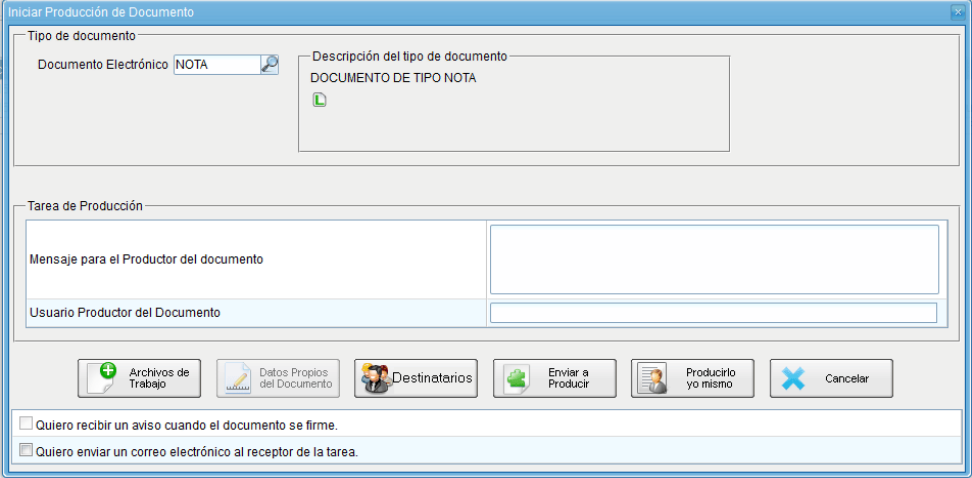 Iniciar Producción de Documento
Tipo de documento
Documento Electrónico NOTA
Descripción del tipo de documento
DOCUMENTO DE TIPO NOTA
L
Tarea de Producción
Mensaje para el Productor del documento
Usuario Productor del Documento
Archivos de
Trabajo
Datos Propios
del Documento
Destinatarios
Enviar a
Producir
Producirlo
yo mismo
Cancelar
Quiero recibir un aviso cuando el documento se firme.
Quiero enviar un correo electrónico al receptor de la tarea.